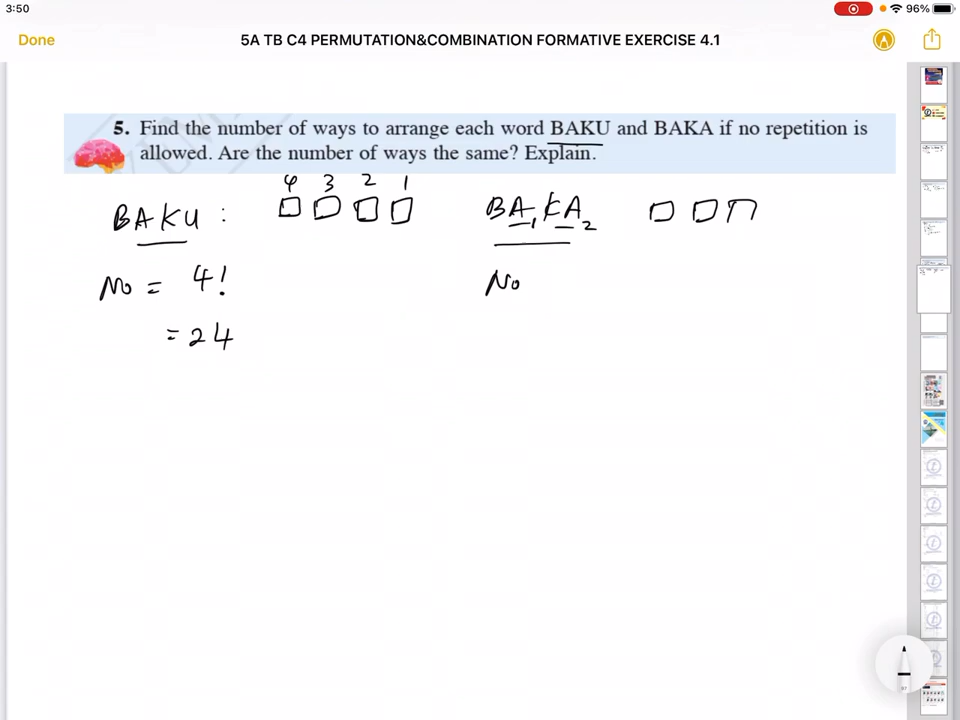 3:50
96%
Done
5A TB C4 PERMUTATION&COMBINATION FORMATIVE EXERCISE 4.1
5. Find the number of ways to arrange each word BAKU and BAKA if no repetition is
allowed. Are the number of ways the same? Explain.
4 3 2 1
BAKU :
BA₁KA₂
No = 4!
No
= 24